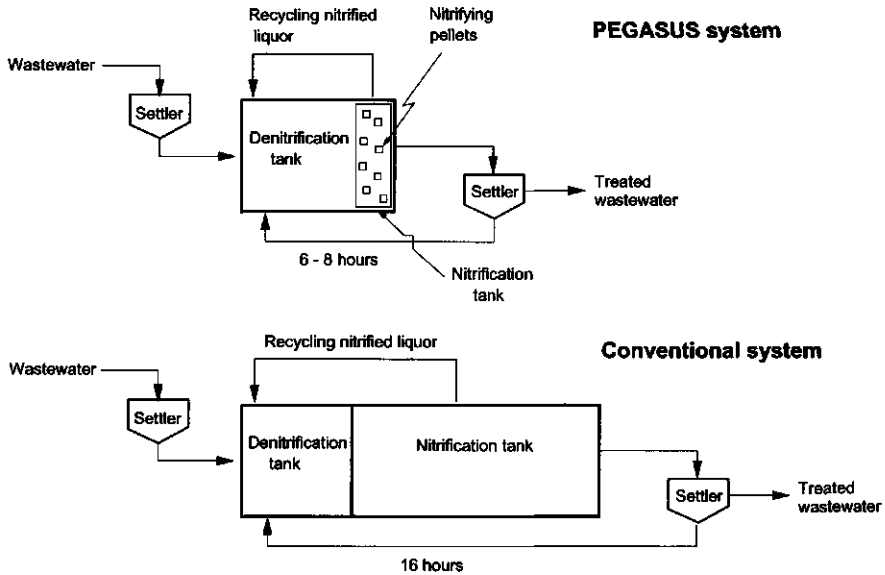 Recycling nitrified
liquor
Nitrifying
pellets
PEGASUS system
Wastewater
Settler
Denitrification
tank
Settler
Treated
wastewater
6 - 8 hours
Nitrification
tank
Recycling nitrified liquor
Conventional system
Wastewater
Settler
Denitrification
tank
Nitrification tank
Settler
Treated
wastewater
16 hours